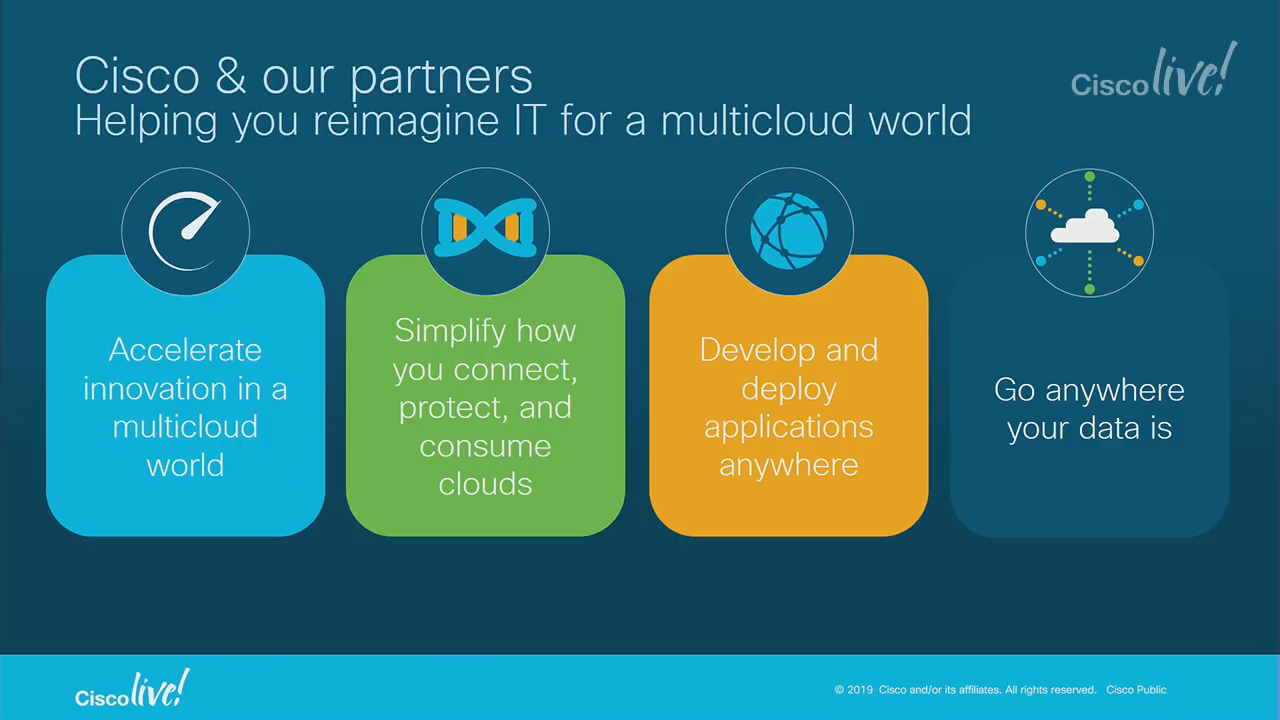 Cisco & our partners
Helping you reimagine IT for a multicloud world
Cisco live!
Accelerate
innovation in a
multicloud
world
Simplify how
you connect,
protect, and
consume
clouds
Develop and
deploy
applications
anywhere
Go anywhere
your data is
Cisco live!
© 2019 Cisco and/or its affiliates. All rights reserved. Cisco Public